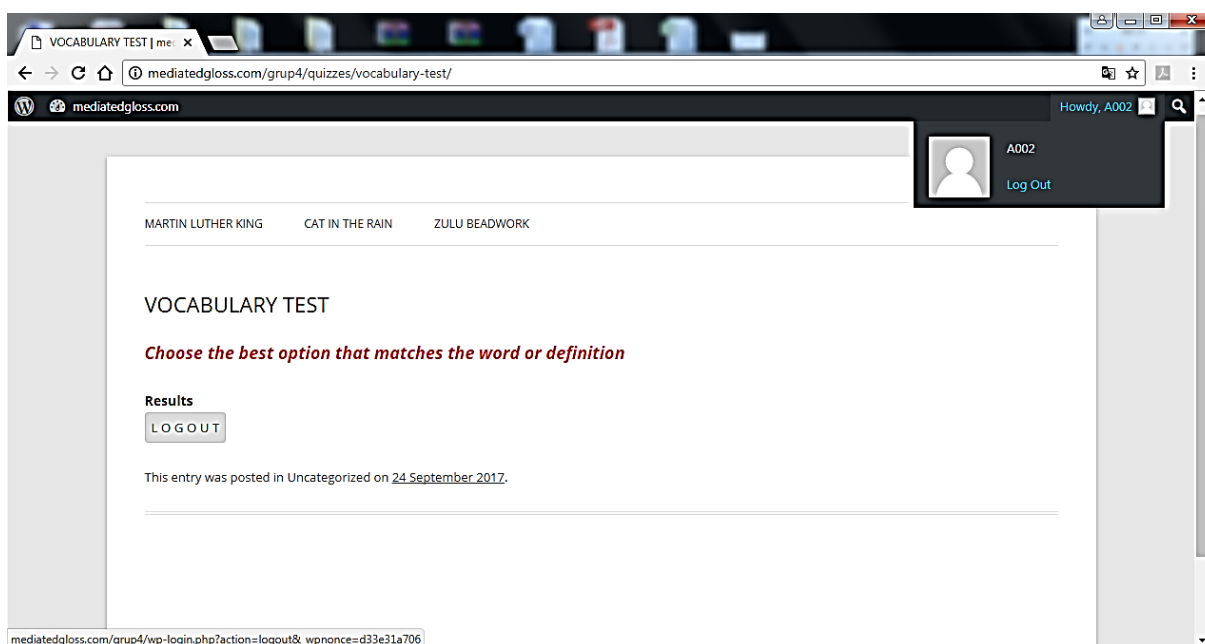 VOCABULARY TEST | med
mediatedgloss.com/grup4/quizzes/vocabulary-test/
mediatedgloss.com
Howdy, A002
A002
Log Out
MARTIN LUTHER KING CAT IN THE RAIN ZULU BEADWORK
VOCABULARY TEST
Choose the best option that matches the word or definition
Results
LOGOUT
This entry was posted in Uncategorized on 24 September 2017.
mediatedgloss.com/grup4/wp-login.php?action=logout&_wpnonce=d33e31a706